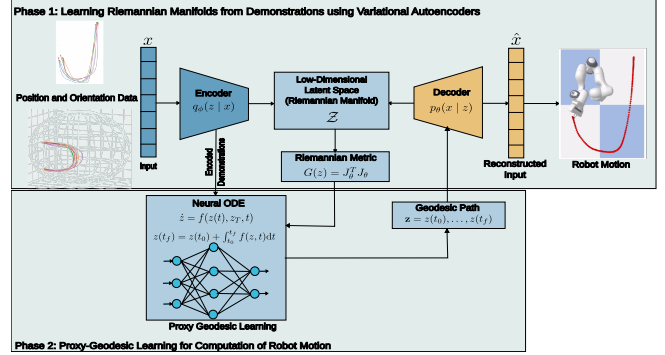 Phase 1: Learning Riemannian Manifolds from Demonstrations using Variational Autoencoders
x
x̂
Position and Orientation Data
Input
Encoder
qϕ(z | x)
Low-Dimensional
Latent Space
(Riemannian Manifold)
𝒵
Decoder
pθ(x | z)
Reconstructed
Input
Robot Motion
Encoded
Demonstrations
Riemannian Metric
G(z) = JθᵀJθ
Neural ODE
ż = f(z(t), z_T, t)
z(t_f) = z(t_0) + ∫_{t_0}^{t_f} f(z, t)dt
Proxy Geodesic Learning
Geodesic Path
z = z(t_0), . . . , z(t_f)
Phase 2: Proxy-Geodesic Learning for Computation of Robot Motion